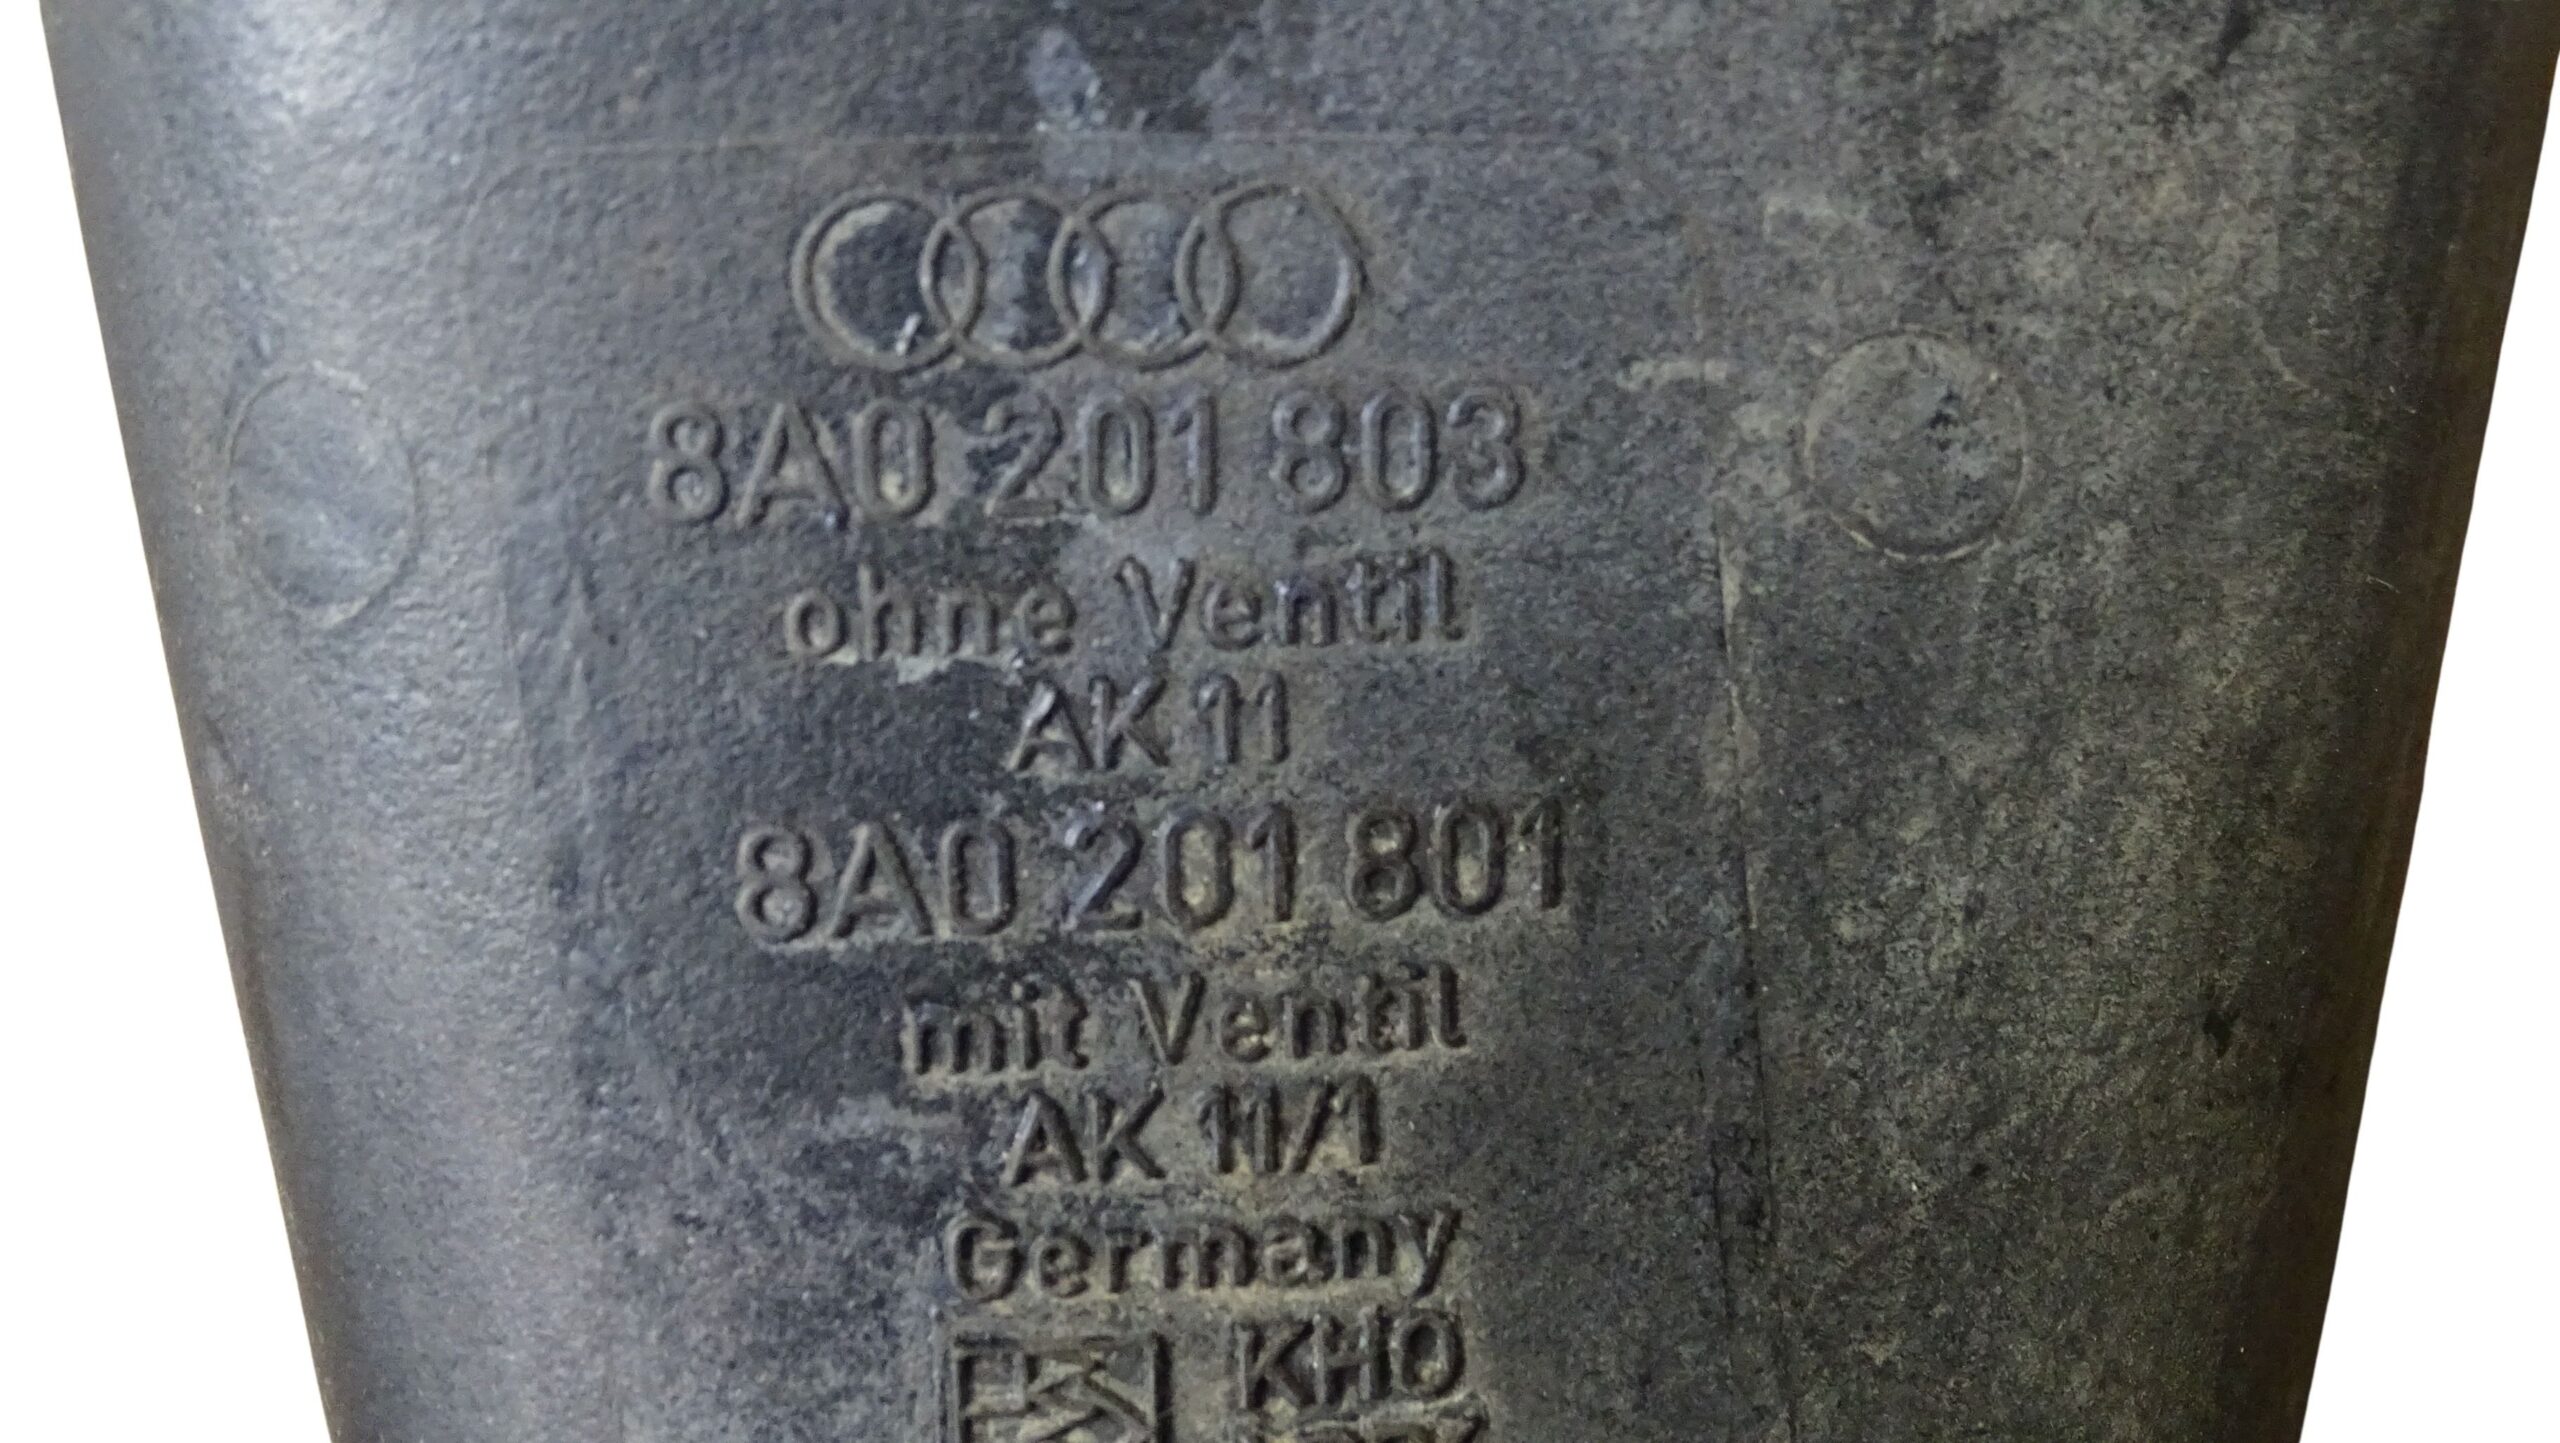 8A0 201 803
ohne Ventil
AK 11
8A0 201 801
mit Ventil
AK 11/1
Germany
KHO